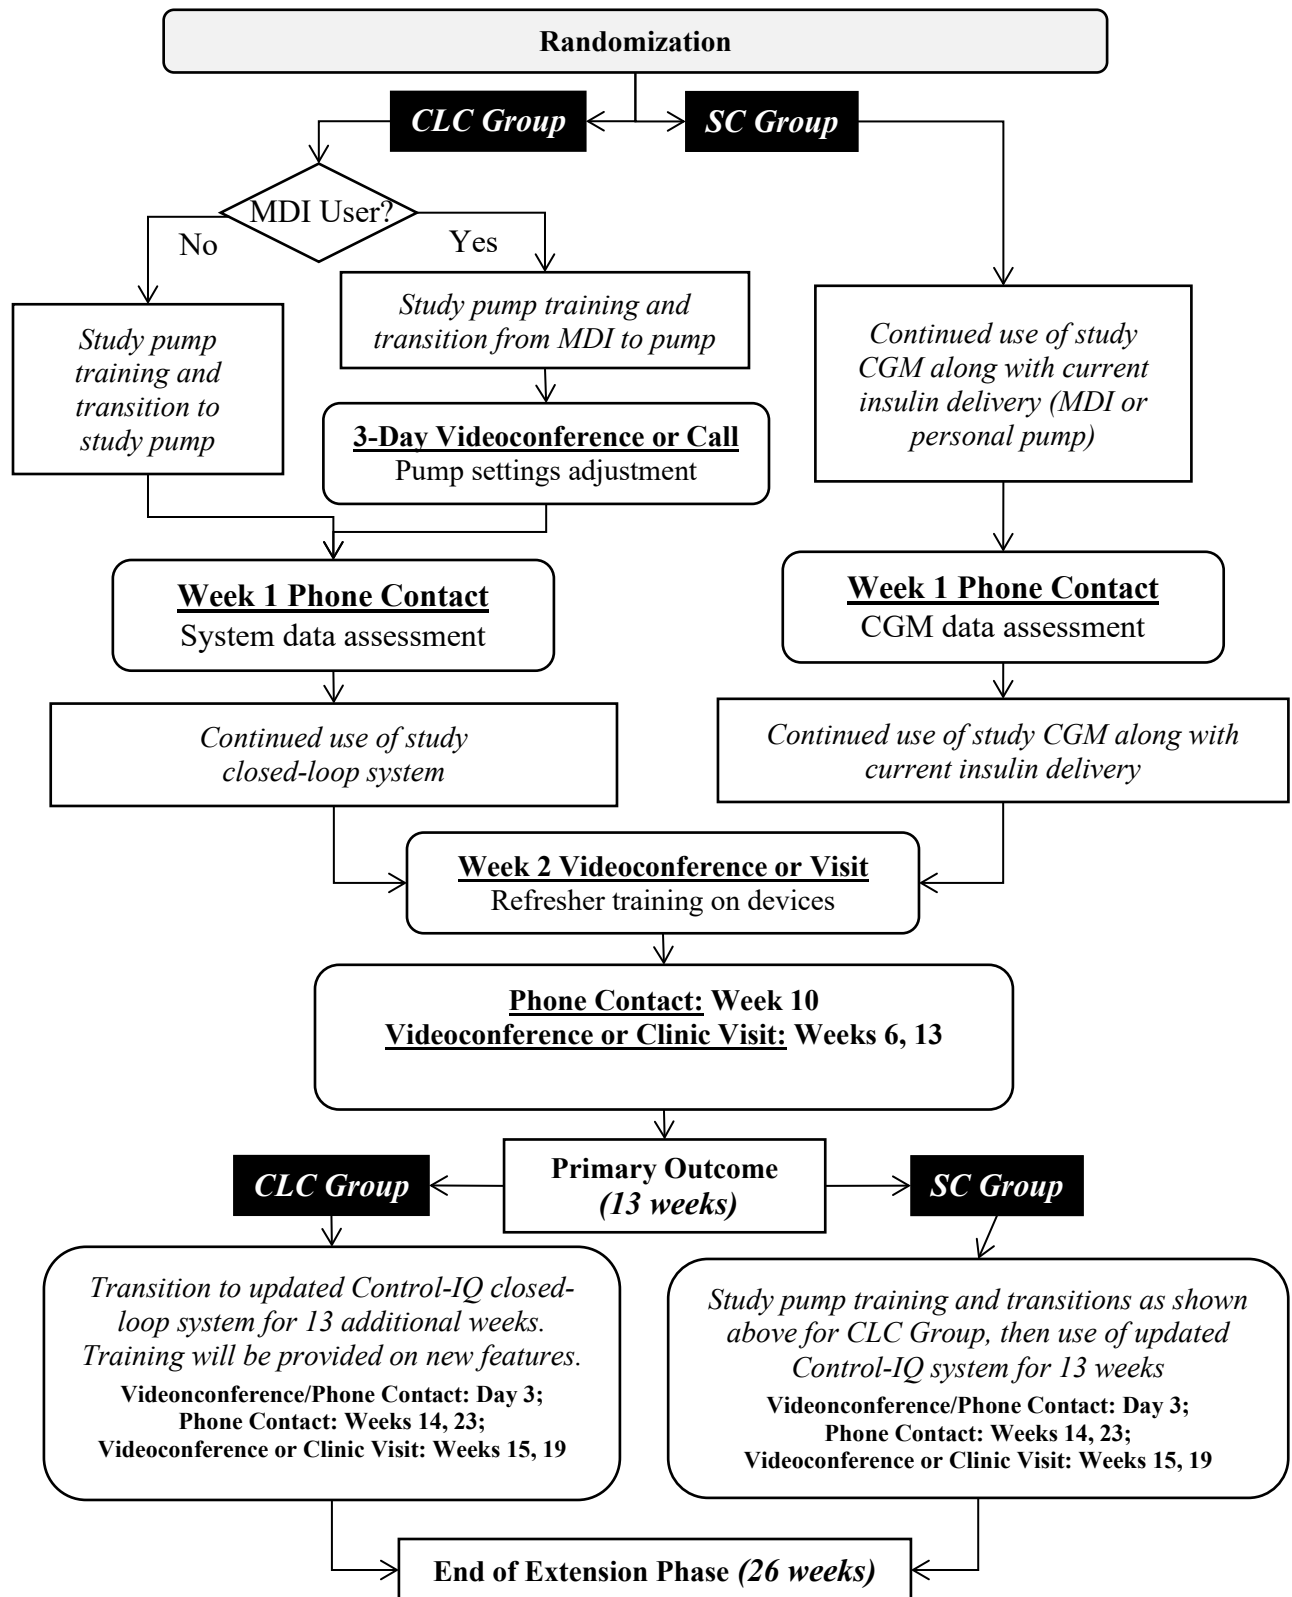 Randomization
CLC Group
SC Group
MDI User?
No
Yes
Study pump
training and
transition to
study pump
Study pump training and
transition from MDI to pump
Continued use of study
CGM along with current
insulin delivery (MDI or
personal pump)
3-Day Videoconference or Call
Pump settings adjustment
Week 1 Phone Contact
System data assessment
Week 1 Phone Contact
CGM data assessment
Continued use of study
closed-loop system
Continued use of study CGM along with
current insulin delivery
Week 2 Videoconference or Visit
Refresher training on devices
Phone Contact: Week 10
Videoconference or Clinic Visit: Weeks 6, 13
Primary Outcome
(13 weeks)
CLC Group
SC Group
Transition to updated Control-IQ closed-
loop system for 13 additional weeks.
Training will be provided on new features.
Videonconference/Phone Contact: Day 3;
Phone Contact: Weeks 14, 23;
Videoconference or Clinic Visit: Weeks 15, 19
Study pump training and transitions as shown
above for CLC Group, then use of updated
Control-IQ system for 13 weeks
Videonconference/Phone Contact: Day 3;
Phone Contact: Weeks 14, 23;
Videoconference or Clinic Visit: Weeks 15, 19
End of Extension Phase (26 weeks)